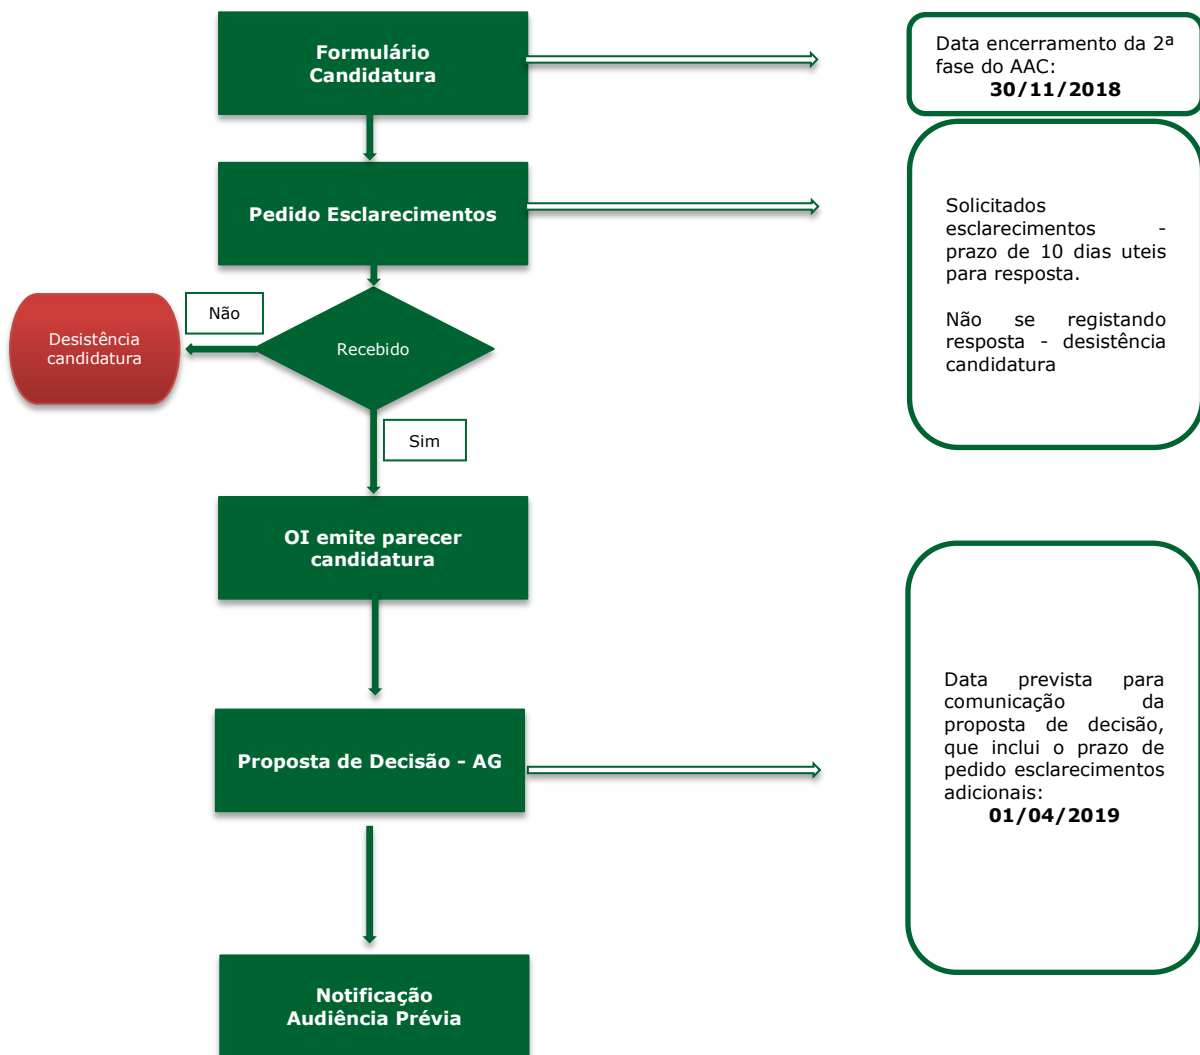 Formulário
Candidatura
Data encerramento da 2ª
fase do AAC:
30/11/2018
Pedido Esclarecimentos
Solicitados
esclarecimentos -
prazo de 10 dias uteis
para resposta.
Não se registando
resposta - desistência
candidatura
Não
Desistência
candidatura
Recebido
Sim
OI emite parecer
candidatura
Proposta de Decisão - AG
Data prevista para
comunicação da
proposta de decisão,
que inclui o prazo de
pedido esclarecimentos
adicionais:
01/04/2019
Notificação
Audiência Prévia